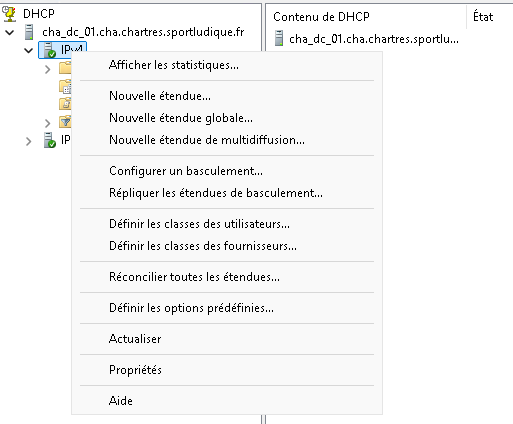 DHCP
Contenu de DHCP
État
cha_dc_01.cha.chartres.sportludique.fr
cha_dc_01.cha.chartres.sportlu...
IPv4
Afficher les statistiques...
Nouvelle étendue...
Nouvelle étendue globale...
Nouvelle étendue de multidiffusion...
IP
Configurer un basculement...
Répliquer les étendues de basculement...
Définir les classes des utilisateurs...
Définir les classes des fournisseurs...
Réconcilier toutes les étendues...
Définir les options prédéfinies...
Actualiser
Propriétés
Aide